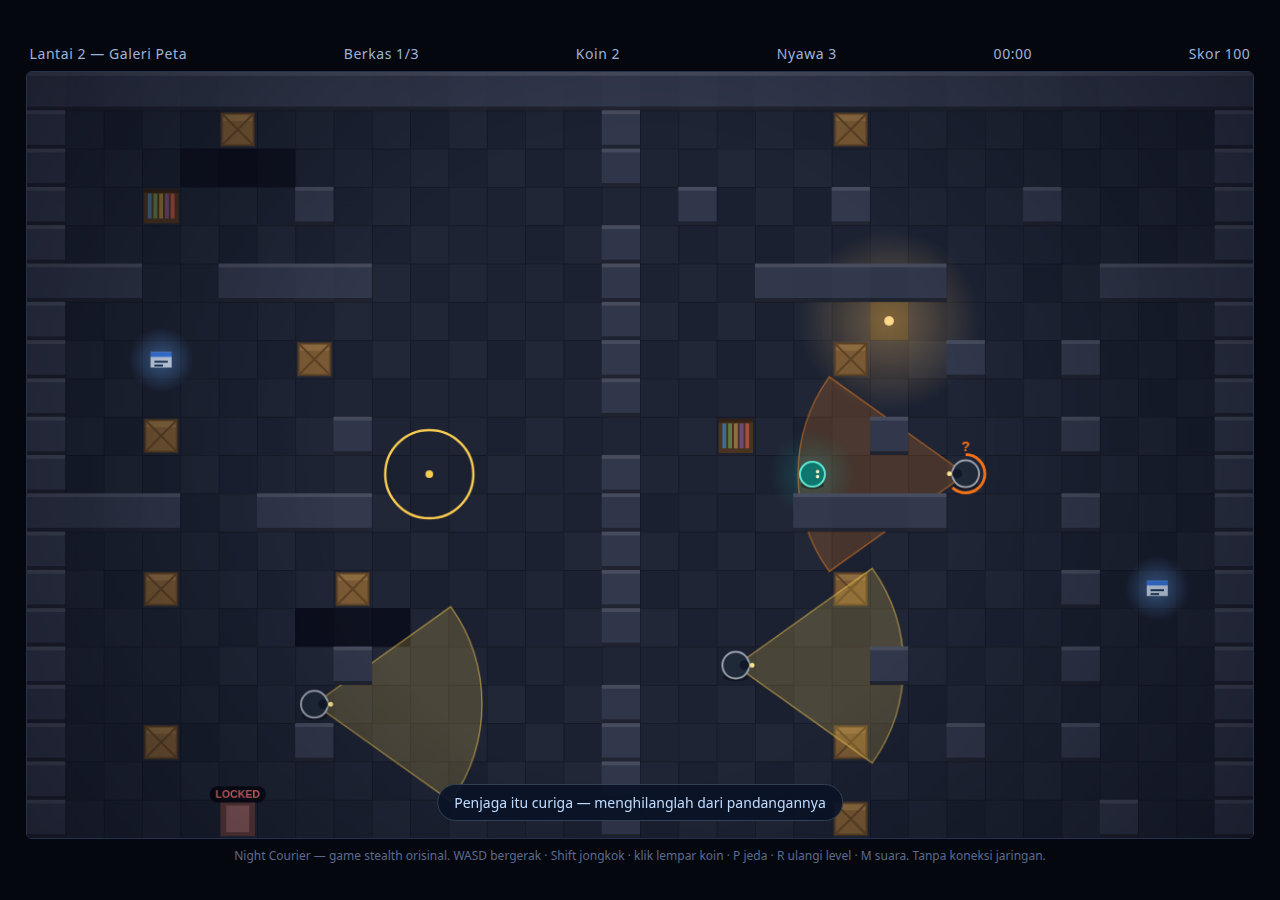 Lantai 2 — Galeri Peta
Berkas 1/3
Koin 2
Nyawa 3
00:00
Skor 100
?
LOCKED
Penjaga itu curiga — menghilanglah dari pandangannya
Night Courier — game stealth orisinal. WASD bergerak · Shift jongkok · klik lempar koin · P jeda · R ulangi level · M suara. Tanpa koneksi jaringan.